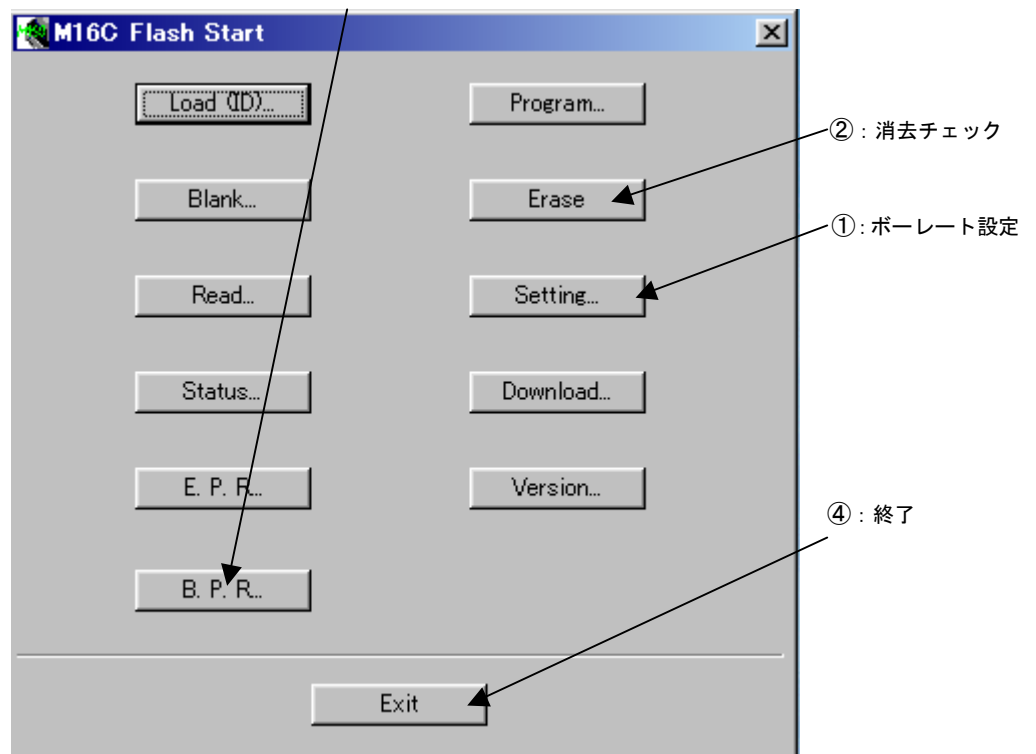 M16C Flash Start
Load (ID)...
Program...
②：消去チェック
Blank...
Erase
①：ボーレート設定
Read...
Setting...
Status...
Download...
E. P. R...
Version...
④：終了
B. P. R...
Exit